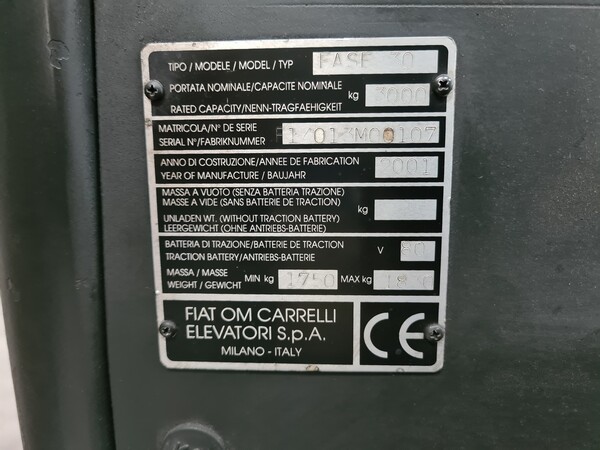 TIPO / MODELE / MODEL / TYP EASE 30
PORTATA NOMINALE/CAPACITE NOMINALE
kg 3000
RATED CAPACITY/NENN-TRAGFAEHIGKEIT
MATRICOLA/N° DE SERIE
SERIAL N°/FABRIKNUMMER
ANNO DI COSTRUZIONE/ANNEE DE FABRICATION
YEAR OF MANUFACTURE / BAUJAHR 2001
MASSA A VUOTO (SENZA BATTERIA TRAZIONE)
MASSE A VIDE (SANS BATTERIE DE TRACTION)
kg
UNLADEN WT. (WITHOUT TRACTION BATTERY)
LEERGEWICHT (OHNE ANTRIEBS-BATTERIE)
BATTERIA DI TRAZIONE/BATTERIE DE TRACTION
TRACTION BATTERY/ANTRIEBS-BATTERIE V 80
MASSA / MASSE
WEIGHT / GEWICHT MIN kg 1750 MAX kg
FIAT OM CARRELLI
ELEVATORI S.p.A.
MILANO - ITALY
CE